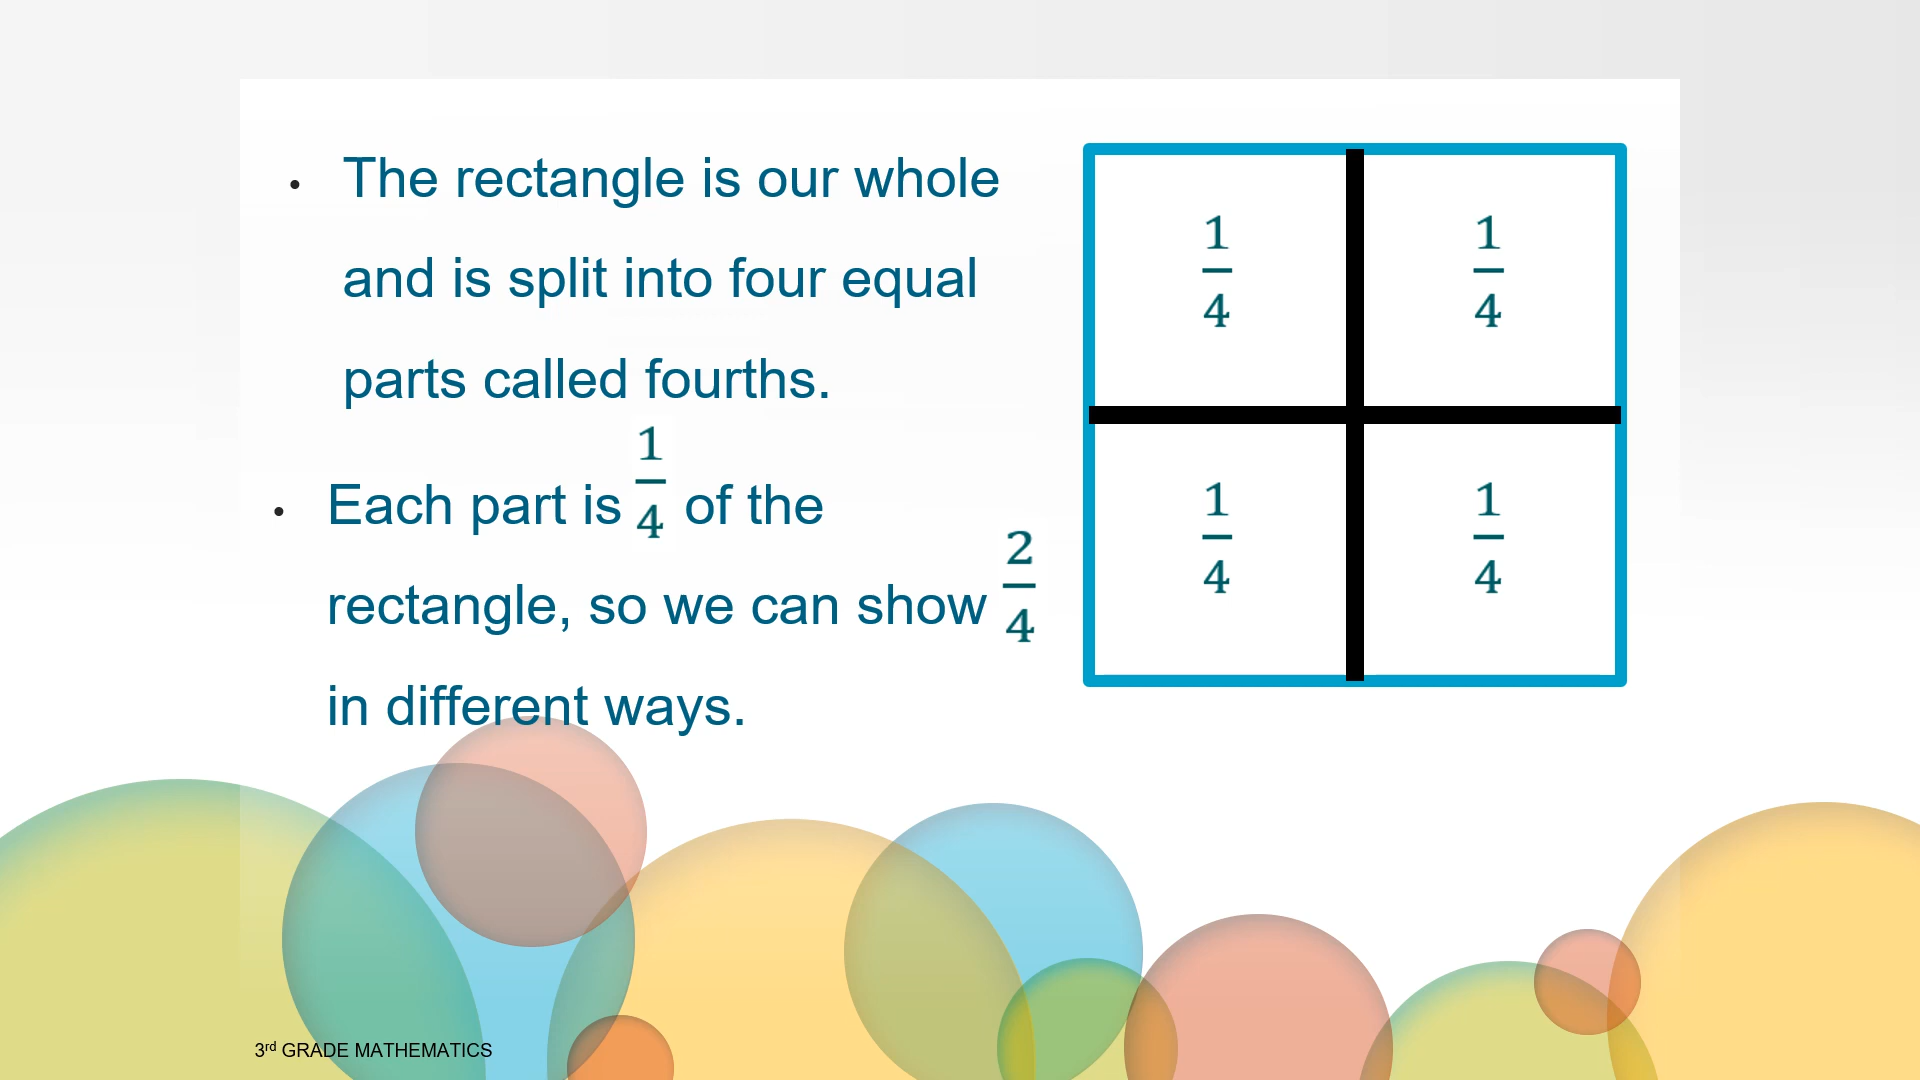 • The rectangle is our whole
and is split into four equal
parts called fourths.
• Each part is 1/4 of the
rectangle, so we can show 2/4
in different ways.
1/4 1/4
1/4 1/4
3rd GRADE MATHEMATICS